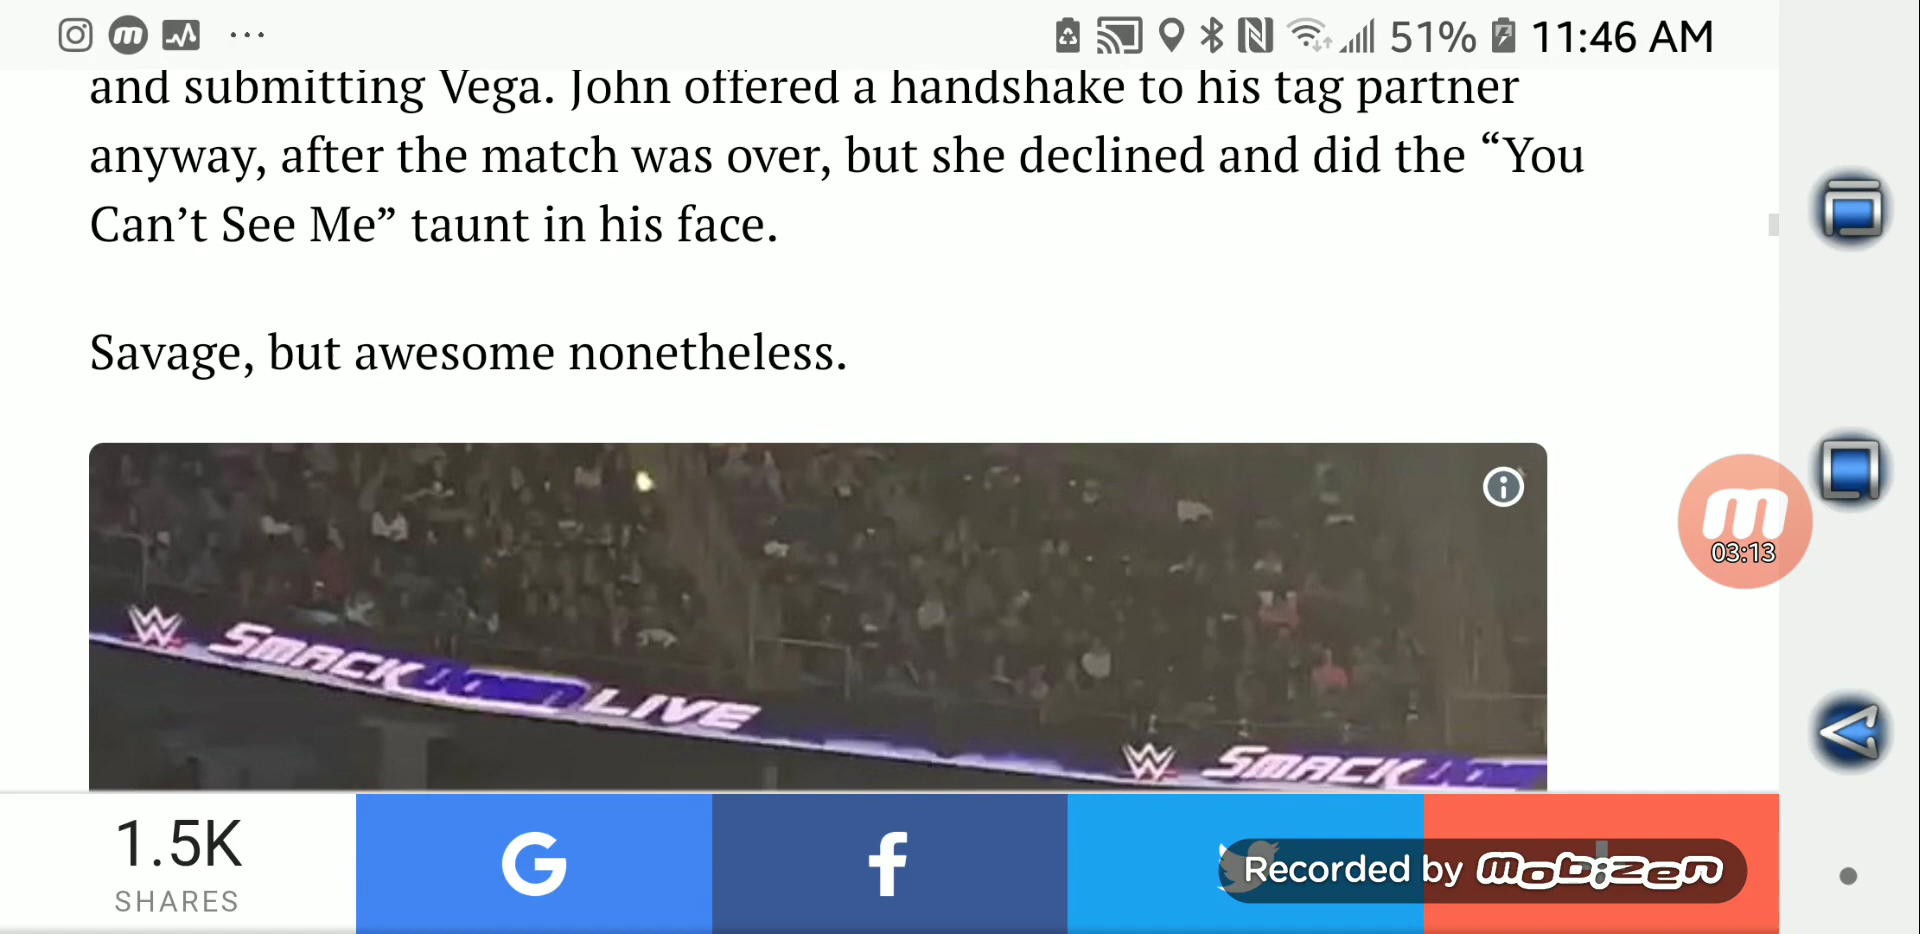 51% 11:46 AM
and submitting Vega. John offered a handshake to his tag partner
anyway, after the match was over, but she declined and did the “You
Can’t See Me” taunt in his face.
Savage, but awesome nonetheless.
03:13
SMACKDOWN LIVE
SMACKDOWN
1.5K
SHARES
Recorded by mobizen